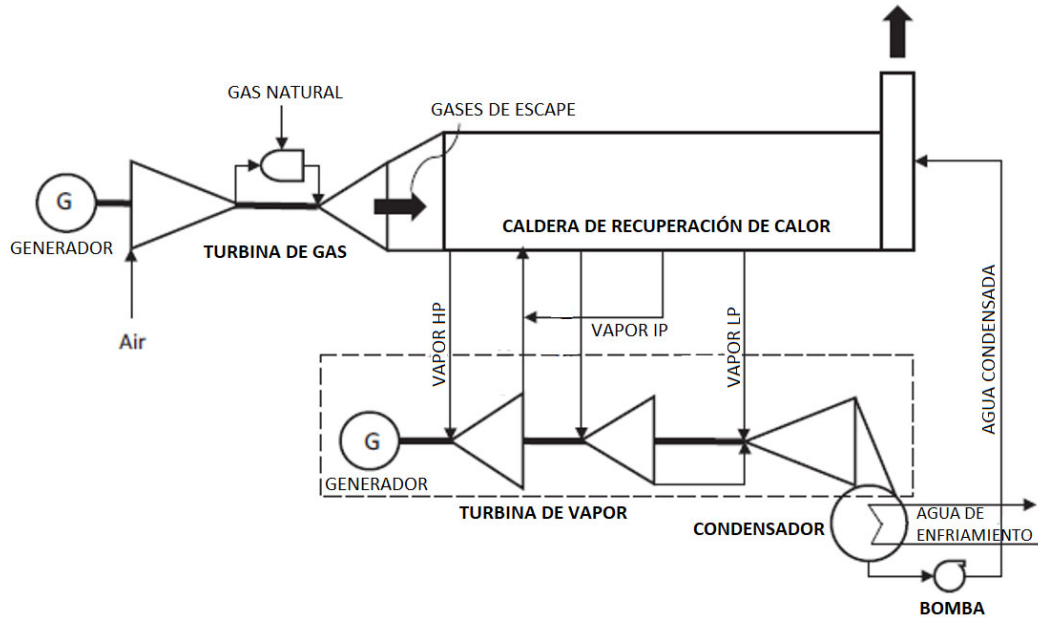 GAS NATURAL
GASES DE ESCAPE
G
GENERADOR
TURBINA DE GAS
CALDERA DE RECUPERACIÓN DE CALOR
Air
VAPOR HP
VAPOR IP
VAPOR LP
AGUA CONDENSADA
G
GENERADOR
TURBINA DE VAPOR
CONDENSADOR
AGUA DE
ENFRIAMIENTO
BOMBA